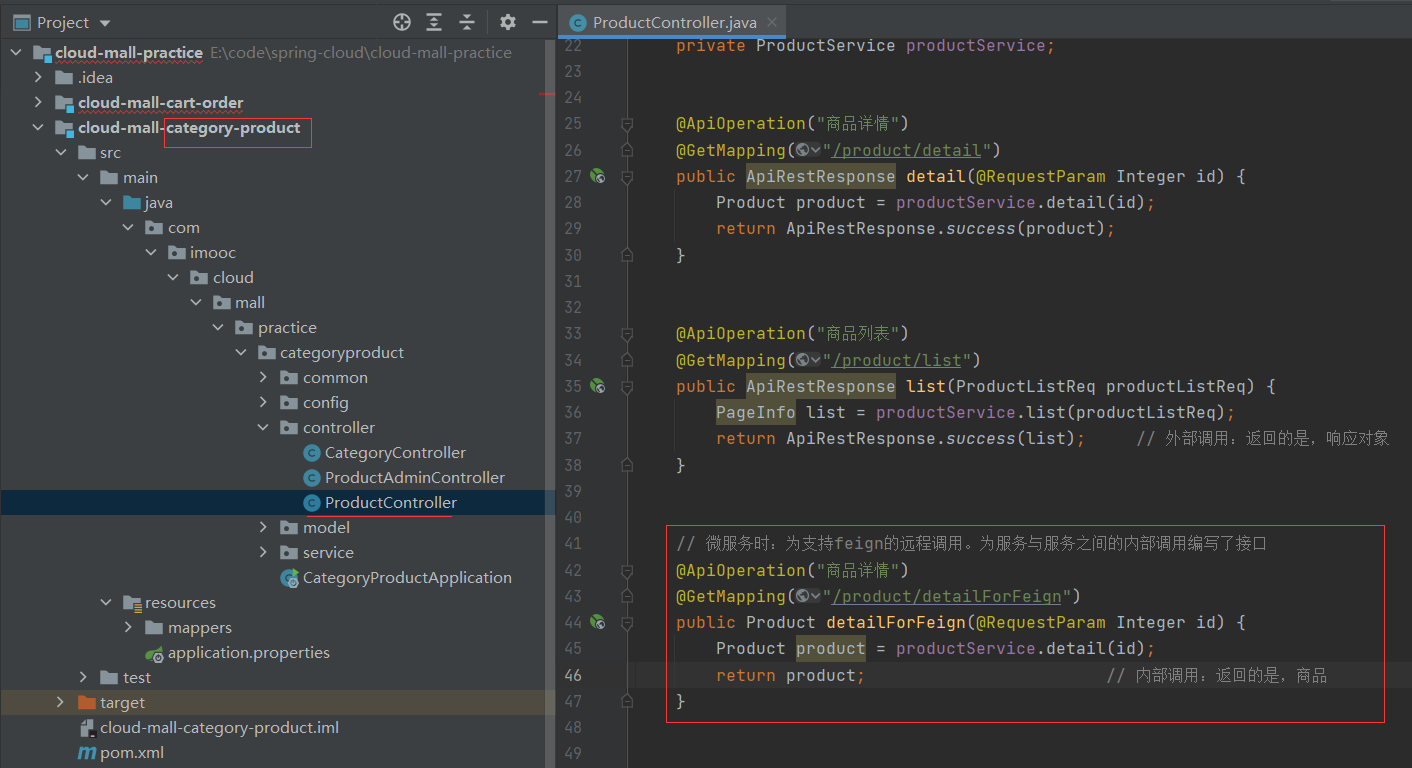 Project
cloud-mall-practice E:\code\spring-cloud\cloud-mall-practice
.idea
cloud-mall-cart-order
cloud-mall-category-product
src
main
java
com
imooc
cloud
mall
practice
categoryproduct
common
config
controller
CategoryController
ProductAdminController
ProductController
model
service
CategoryProductApplication
resources
mappers
application.properties
test
target
cloud-mall-category-product.iml
pom.xml
ProductController.java
22 private ProductService productService;
23
24
25 @ApiOperation("商品详情")
26 @GetMapping("/product/detail")
27 public ApiRestResponse detail(@RequestParam Integer id) {
28 Product product = productService.detail(id);
29 return ApiRestResponse.success(product);
30 }
31
32
33 @ApiOperation("商品列表")
34 @GetMapping("/product/list")
35 public ApiRestResponse list(ProductListReq productListReq) {
36 PageInfo list = productService.list(productListReq);
37 return ApiRestResponse.success(list); // 外部调用：返回的是，响应对象
38 }
39
40
41 // 微服务时：为支持feign的远程调用。为服务与服务之间的内部调用编写了接口
42 @ApiOperation("商品详情")
43 @GetMapping("/product/detailForFeign")
44 public Product detailForFeign(@RequestParam Integer id) {
45 Product product = productService.detail(id);
46 return product; // 内部调用：返回的是，商品
47 }
48
49